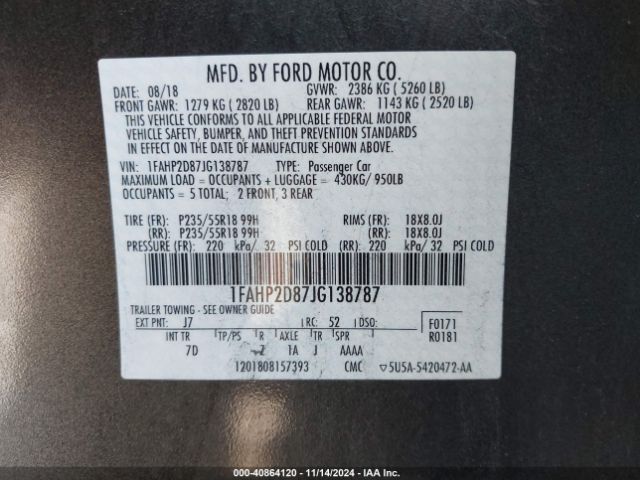 MFD. BY FORD MOTOR CO.
DATE: 08/18 GVWR: 2386 KG ( 5260 LB)
FRONT GAWR: 1279 KG ( 2820 LB) REAR GAWR: 1143 KG ( 2520 LB)
THIS VEHICLE CONFORMS TO ALL APPLICABLE FEDERAL MOTOR
VEHICLE SAFETY, BUMPER, AND THEFT PREVENTION STANDARDS
IN EFFECT ON THE DATE OF MANUFACTURE SHOWN ABOVE.
VIN: 1FAHP2D87JG138787 TYPE: Passenger Car
MAXIMUM LOAD = OCCUPANTS + LUGGAGE = 430KG/ 950LB
OCCUPANTS = 5 TOTAL; 2 FRONT, 3 REAR
TIRE (FR): P235/55R18 99H RIMS (FR): 18X8.0J
(RR): P235/55R18 99H (RR): 18X8.0J
PRESSURE (FR): 220 kPa/ 32 PSI COLD (RR): 220 kPa/ 32 PSI COLD
1FAHP2D87JG138787
TRAILER TOWING - SEE OWNER GUIDE
EXT PNT: J7 RC: 52 DSO: F0171
INT TR TP/PS R AXLE TR SPR R0181
7D 2 1A J AAAA
1201808157393 CMC ▽5U5A-5420472-AA
000-40864120 - 11/14/2024 - IAA Inc.